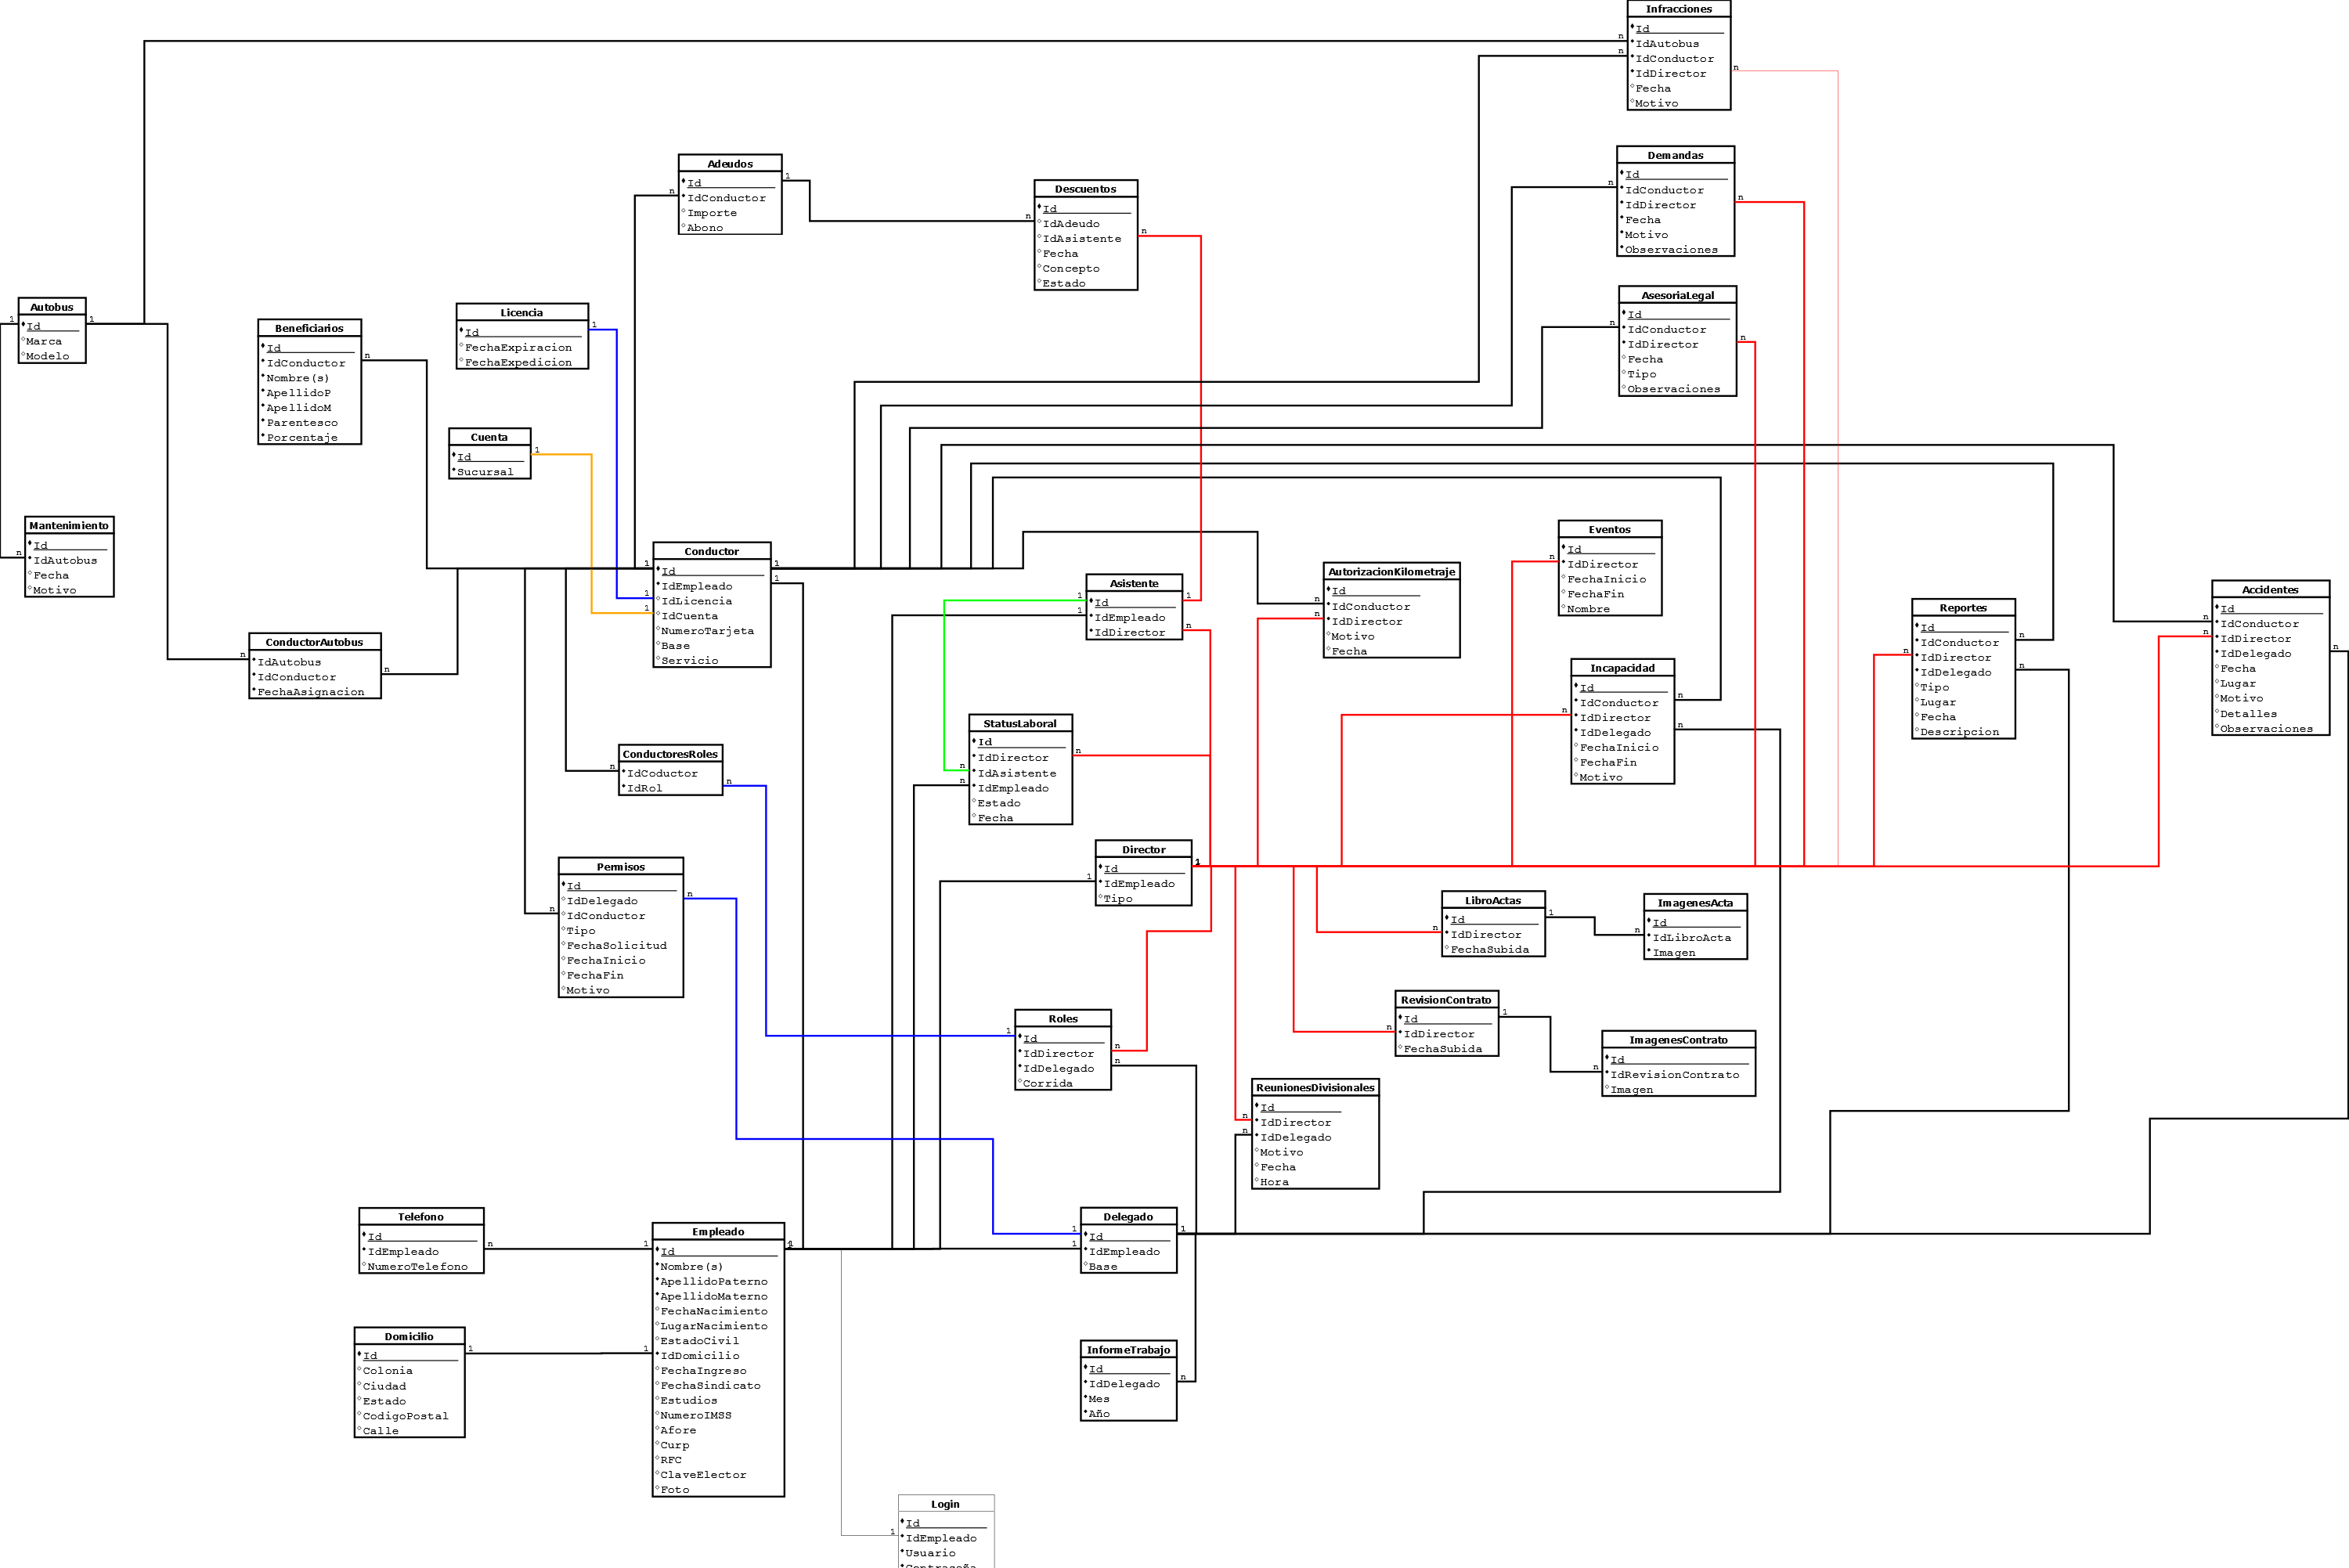 Infracciones
Id
IdAutobus
IdConductor
IdDirector
Fecha
Motivo
Demandas
Id
IdConductor
IdDirector
Fecha
Motivo
Observaciones
Adeudos
Id
IdConductor
Importe
Abono
Descuentos
Id
IdAdeudo
IdAsistente
Fecha
Concepto
Estado
AsesoriaLegal
Id
IdConductor
IdDirector
Fecha
Tipo
Observaciones
Autobus
Id
Marca
Modelo
Beneficiarios
Id
IdConductor
Nombre(s)
ApellidoP
ApellidoM
Parentesco
Porcentaje
Licencia
Id
FechaExpiracion
FechaExpedicion
Cuenta
Id
Sucursal
Mantenimiento
Id
IdAutobus
Fecha
Motivo
Conductor
Id
IdEmpleado
IdLicencia
IdCuenta
NumeroTarjeta
Base
Servicio
Asistente
Id
IdEmpleado
IdDirector
AutorizacionKilometraje
Id
IdConductor
IdDirector
Motivo
Fecha
Eventos
Id
IdDirector
FechaInicio
FechaFin
Nombre
Reportes
Id
IdConductor
IdDirector
IdDelegado
Tipo
Lugar
Fecha
Descripcion
Accidentes
Id
IdConductor
IdDirector
IdDelegado
Fecha
Lugar
Motivo
Detalles
Observaciones
ConductorAutobus
IdAutobus
IdConductor
FechaAsignacion
Incapacidad
Id
IdConductor
IdDirector
IdDelegado
FechaInicio
FechaFin
Motivo
StatusLaboral
Id
IdDirector
IdAsistente
IdEmpleado
Estado
Fecha
ConductoresRoles
IdCoductor
IdRol
Permisos
Id
IdDelegado
IdConductor
Tipo
FechaSolicitud
FechaInicio
FechaFin
Motivo
Director
Id
IdEmpleado
Tipo
LibroActas
Id
IdDirector
FechaSubida
ImagenesActa
Id
IdLibroActa
Imagen
Roles
Id
IdDirector
IdDelegado
Corrida
RevisionContrato
Id
IdDirector
FechaSubida
ImagenesContrato
Id
IdRevisionContrato
Imagen
ReunionesDivisionales
Id
IdDirector
IdDelegado
Motivo
Fecha
Hora
Telefono
Id
IdEmpleado
NumeroTelefono
Empleado
Id
Nombre(s)
ApellidoPaterno
ApellidoMaterno
FechaNacimiento
LugarNacimiento
EstadoCivil
IdDomicilio
FechaIngreso
FechaSindicato
Estudios
NumeroIMSS
Afore
Curp
RFC
ClaveElector
Foto
Delegado
Id
IdEmpleado
Base
Domicilio
Id
Colonia
Ciudad
Estado
CodigoPostal
Calle
InformeTrabajo
Id
IdDelegado
Mes
Año
Login
Id
IdEmpleado
Usuario